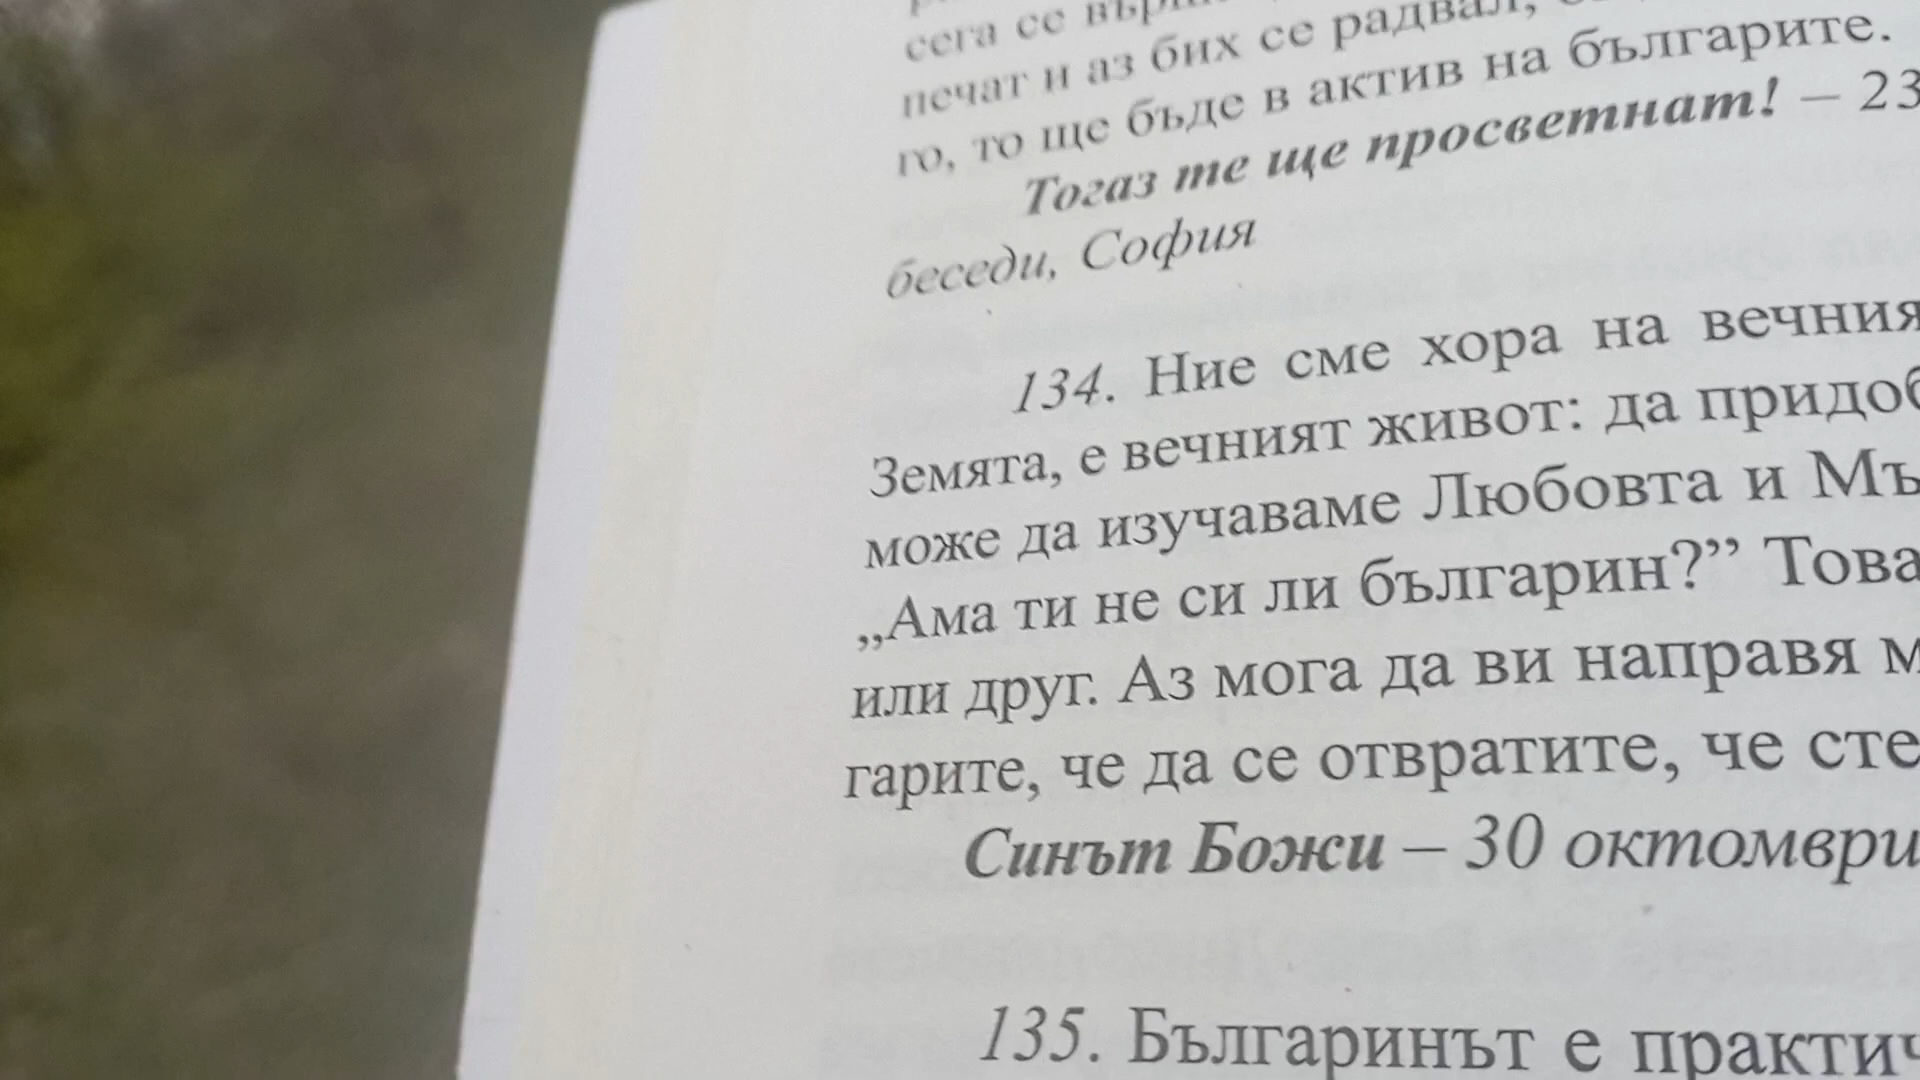 сега се
печат и аз бих се радвал,
го, то ще бъде в актив на българите.
Тогаз те ще просветнат! – 23
беседи, София
134. Ние сме хора на вечния
Земята, е вечният живот: да придоб
може да изучаваме Любовта и Мъ
„Ама ти не си ли българин?” Това
или друг. Аз мога да ви направя м
гарите, че да се отвратите, че сте
Синът Божи – 30 октомври
135. Българинът е практич